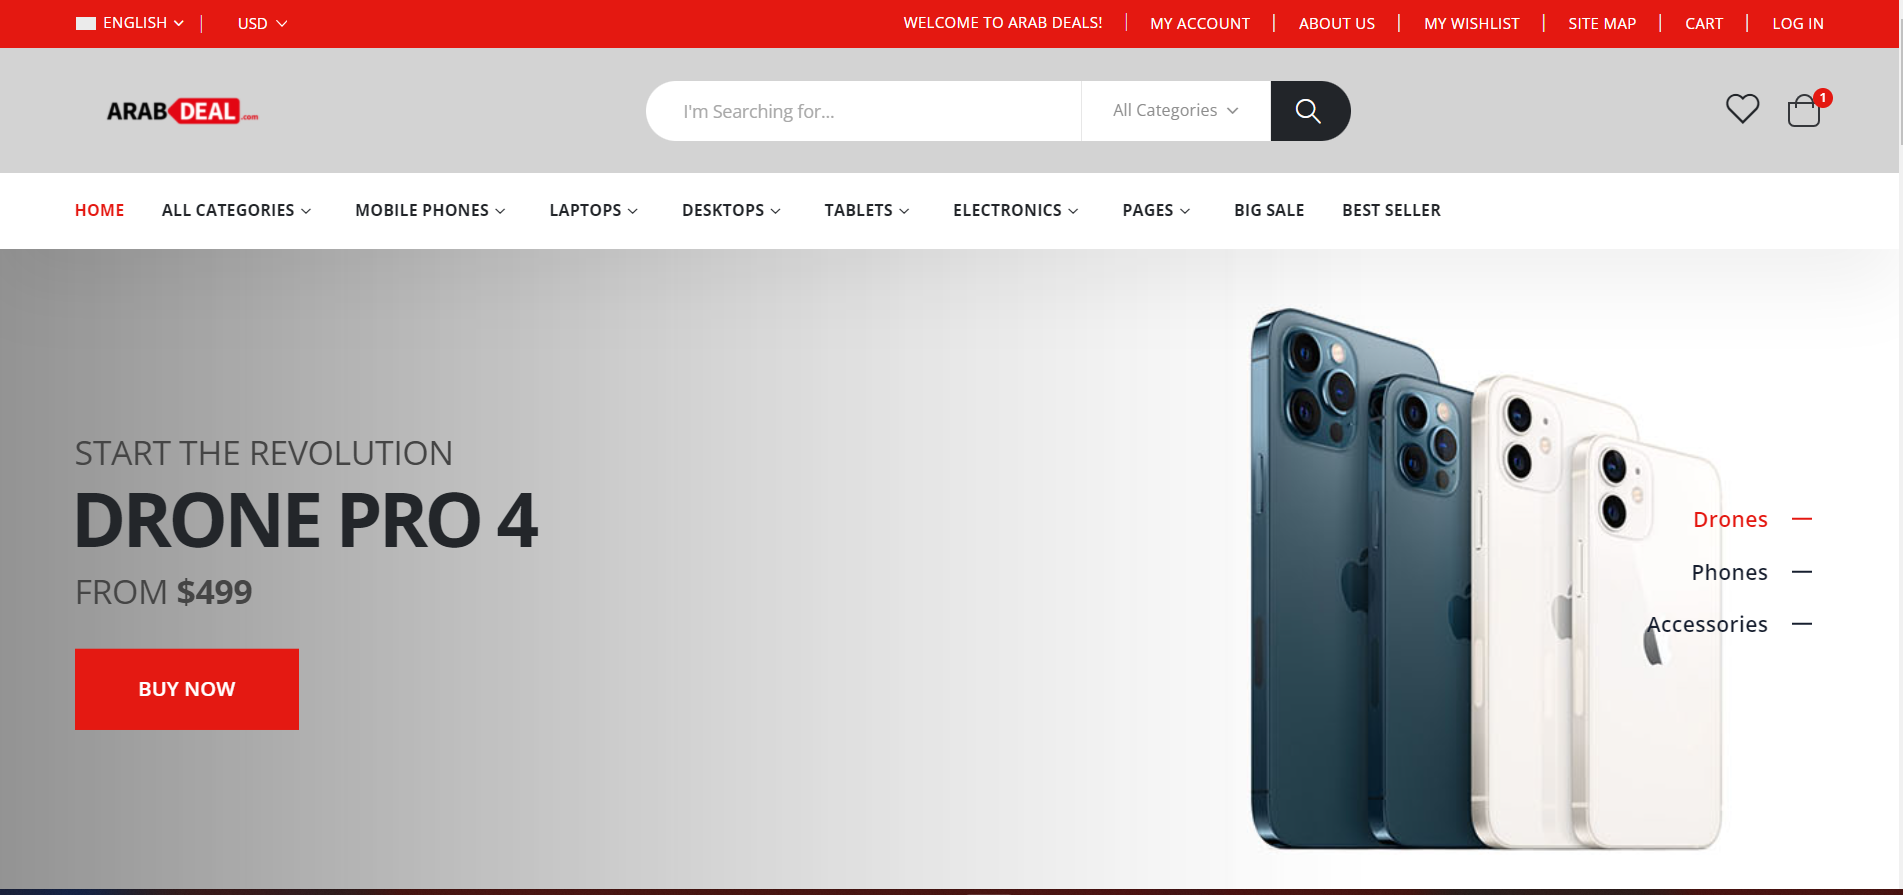 ENGLISH USD WELCOME TO ARAB DEALS! MY ACCOUNT ABOUT US MY WISHLIST SITE MAP CART LOG IN
ARAB DEAL .com I'm Searching for... All Categories 1
HOME ALL CATEGORIES MOBILE PHONES LAPTOPS DESKTOPS TABLETS ELECTRONICS PAGES BIG SALE BEST SELLER
START THE REVOLUTION
DRONE PRO 4
FROM $499
BUY NOW
Drones
Phones
Accessories